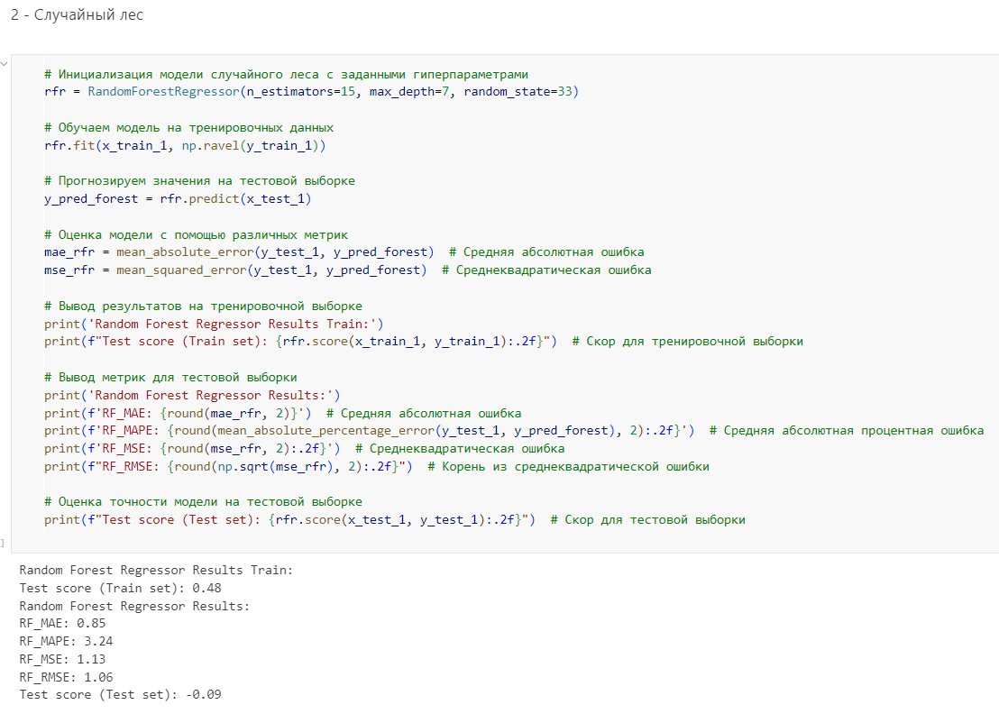 2 - Случайный лес
# Инициализация модели случайного леса с заданными гиперпараметрами
rfr = RandomForestRegressor(n_estimators=15, max_depth=7, random_state=33)
# Обучаем модель на тренировочных данных
rfr.fit(x_train_1, np.ravel(y_train_1))
# Прогнозируем значения на тестовой выборке
y_pred_forest = rfr.predict(x_test_1)
# Оценка модели с помощью различных метрик
mae_rfr = mean_absolute_error(y_test_1, y_pred_forest)  # Средняя абсолютная ошибка
mse_rfr = mean_squared_error(y_test_1, y_pred_forest)  # Среднеквадратическая ошибка
# Вывод результатов на тренировочной выборке
print('Random Forest Regressor Results Train:')
print(f"Test score (Train set): {rfr.score(x_train_1, y_train_1):.2f}")  # Скор для тренировочной выборки
# Вывод метрик для тестовой выборки
print('Random Forest Regressor Results:')
print(f'RF_MAE: {round(mae_rfr, 2)}')  # Средняя абсолютная ошибка
print(f'RF_MAPE: {round(mean_absolute_percentage_error(y_test_1, y_pred_forest), 2):.2f}')  # Средняя абсолютная процентная ошибка
print(f'RF_MSE: {round(mse_rfr, 2):.2f}')  # Среднеквадратическая ошибка
print(f"RF_RMSE: {round(np.sqrt(mse_rfr), 2):.2f}")  # Корень из среднеквадратической ошибки
# Оценка точности модели на тестовой выборке
print(f"Test score (Test set): {rfr.score(x_test_1, y_test_1):.2f}")  # Скор для тестовой выборки
]
Random Forest Regressor Results Train:
Test score (Train set): 0.48
Random Forest Regressor Results:
RF_MAE: 0.85
RF_MAPE: 3.24
RF_MSE: 1.13
RF_RMSE: 1.06
Test score (Test set): -0.09